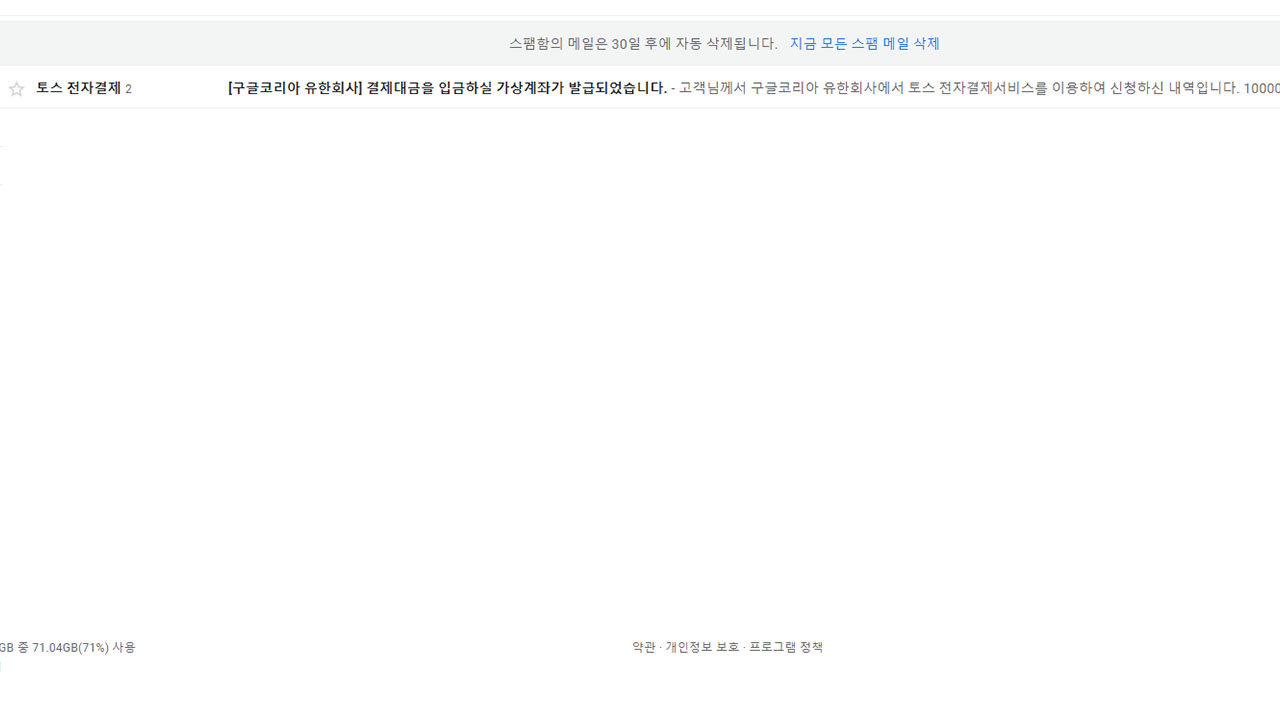 스팸함의 메일은 30일 후에 자동 삭제됩니다. 지금 모든 스팸 메일 삭제
토스 전자결제 2 [구글코리아 유한회사] 결제대금을 입금하실 가상계좌가 발급되었습니다. - 고객님께서 구글코리아 유한회사에서 토스 전자결제서비스를 이용하여 신청하신 내역입니다. 10000
GB 중 71.04GB(71%) 사용 약관 · 개인정보 보호 · 프로그램 정책